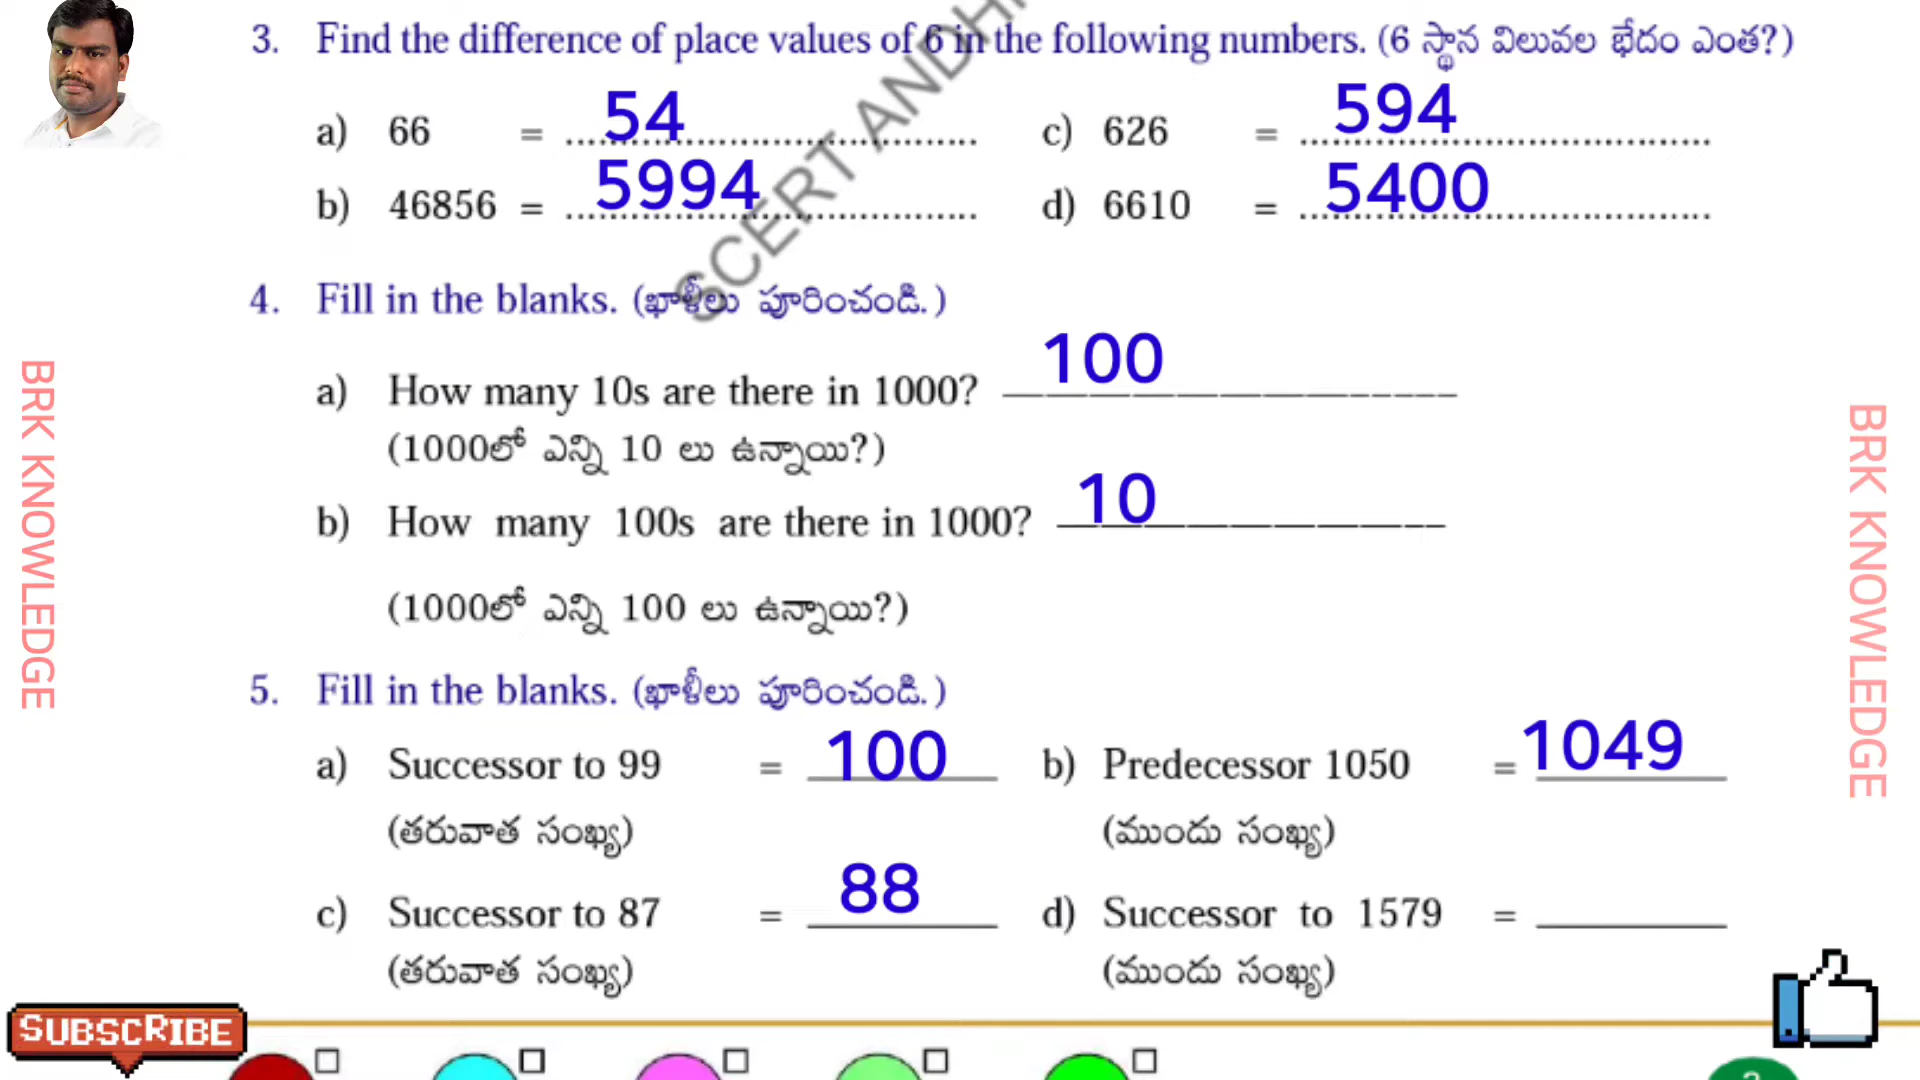 3. Find the difference of place values of 6 in the following numbers. (6 స్థాన విలువల భేదం ఎంత?)
a) 66 = 54 c) 626 = 594
b) 46856 = 5994 d) 6610 = 5400
SCERT ANDH
4. Fill in the blanks. (ఖాళీలు పూరించండి.)
a) How many 10s are there in 1000? 100
(1000లో ఎన్ని 10 లు ఉన్నాయి?)
b) How many 100s are there in 1000? 10
(1000లో ఎన్ని 100 లు ఉన్నాయి?)
5. Fill in the blanks. (ఖాళీలు పూరించండి.)
a) Successor to 99 = 100 b) Predecessor 1050 = 1049
(తరువాత సంఖ్య) (ముందు సంఖ్య)
c) Successor to 87 = 88 d) Successor to 1579 =
(తరువాత సంఖ్య) (ముందు సంఖ్య)
BRK KNOWLEDGE
BRK KNOWLEDGE
SUBSCRIBE